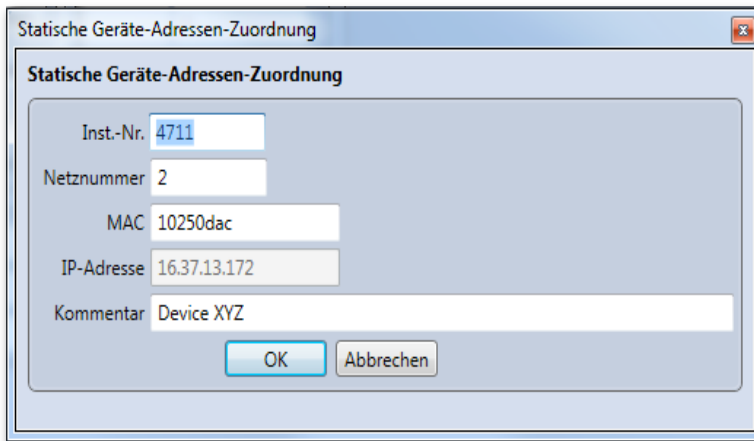 Statische Geräte-Adressen-Zuordnung
Statische Geräte-Adressen-Zuordnung
Inst.-Nr. 4711
Netznummer 2
MAC 10250dac
IP-Adresse 16.37.13.172
Kommentar Device XYZ
OK Abbrechen